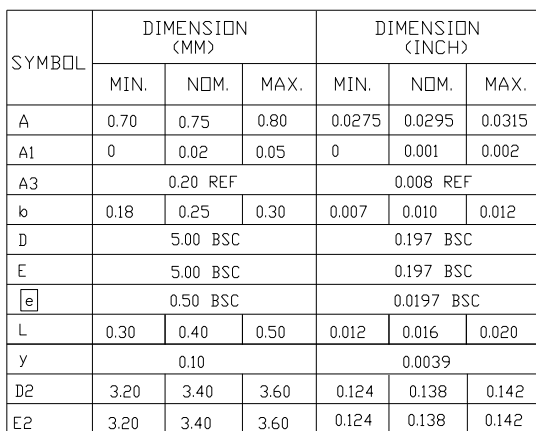 SYMBOL DIMENSION (MM) DIMENSION (INCH)
MIN. NOM. MAX. MIN. NOM. MAX.
A 0.70 0.75 0.80 0.0275 0.0295 0.0315
A1 0 0.02 0.05 0 0.001 0.002
A3 0.20 REF 0.008 REF
b 0.18 0.25 0.30 0.007 0.010 0.012
D 5.00 BSC 0.197 BSC
E 5.00 BSC 0.197 BSC
e 0.50 BSC 0.0197 BSC
L 0.30 0.40 0.50 0.012 0.016 0.020
y 0.10 0.0039
D2 3.20 3.40 3.60 0.124 0.138 0.142
E2 3.20 3.40 3.60 0.124 0.138 0.142